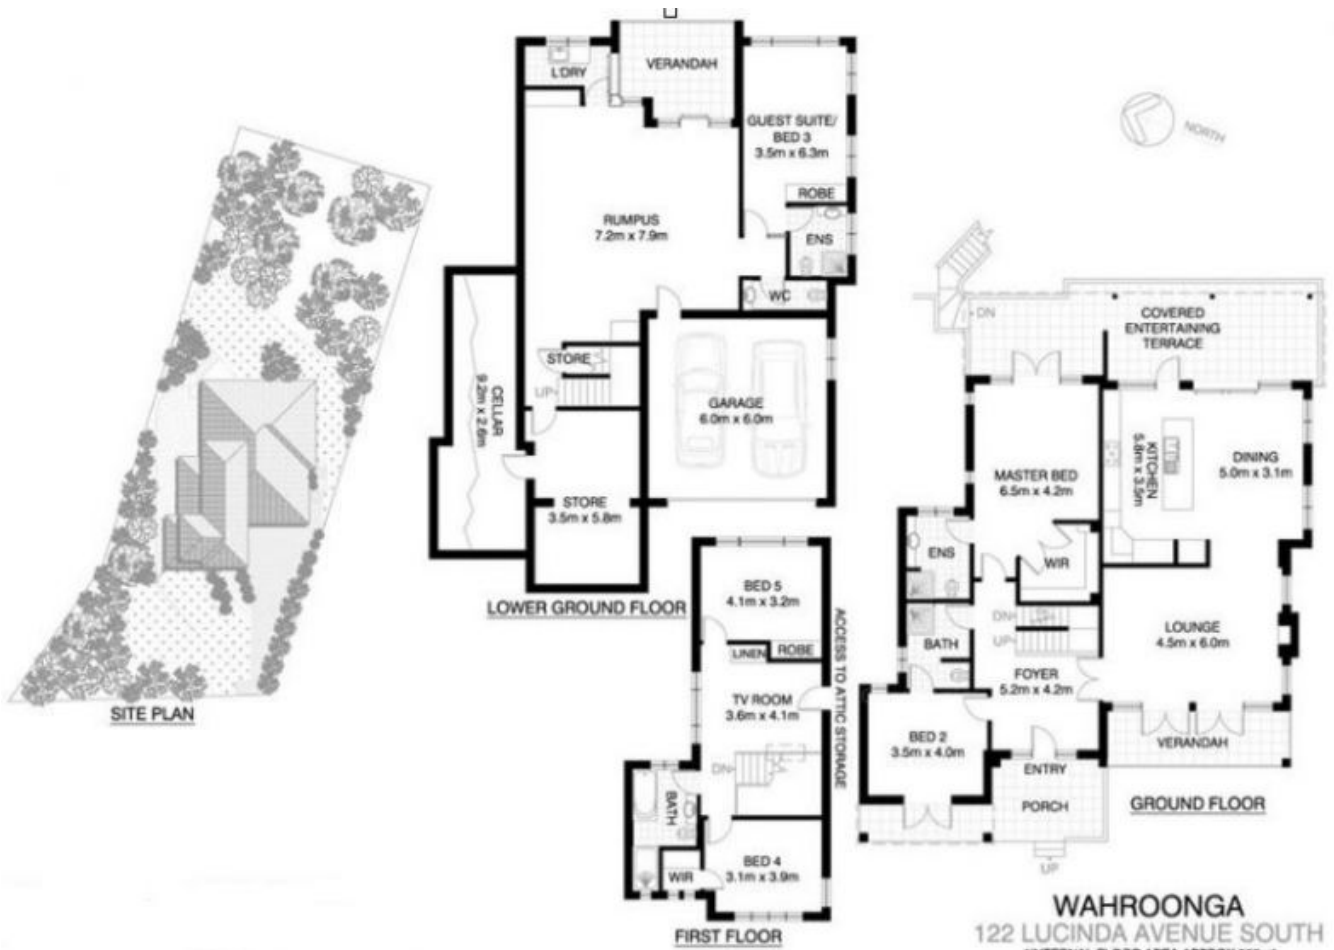 L'DRY
VERANDAH
GUEST SUITE/
BED 3
3.5m x 6.3m
ROBE
RUMPUS
7.2m x 7.9m
ENS
WC
STORE
UP
CELLAR
9.2m x 2.6m
GARAGE
6.0m x 6.0m
STORE
3.5m x 5.8m
LOWER GROUND FLOOR
SITE PLAN
BED 5
4.1m x 3.2m
LINEN
ROBE
TV ROOM
3.6m x 4.1m
ACCESS TO ATTIC STORAGE
DN
BATH
BED 4
3.1m x 3.9m
WIR
FIRST FLOOR
NORTH
DN
COVERED
ENTERTAINING
TERRACE
KITCHEN
5.8m x 3.5m
DINING
5.0m x 3.1m
MASTER BED
6.5m x 4.2m
ENS
WIR
DN
UP
BATH
LOUNGE
4.5m x 6.0m
FOYER
5.2m x 4.2m
BED 2
3.5m x 4.0m
VERANDAH
ENTRY
PORCH
UP
GROUND FLOOR
WAHROONGA
122 LUCINDA AVENUE SOUTH